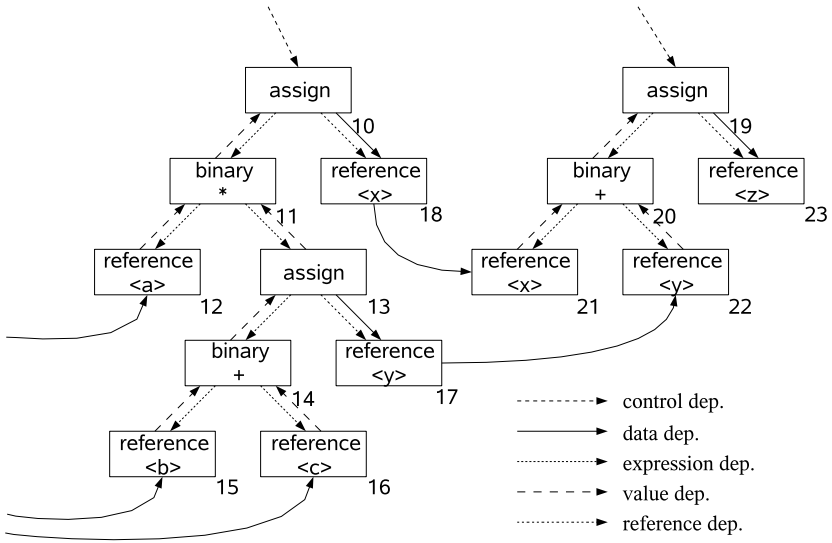 assign
assign
10
19
binary
*
reference
<x>
binary
+
reference
<z>
11
18
20
23
reference
<a>
assign
reference
<x>
reference
<y>
12
13
21
22
binary
+
reference
<y>
14
17
control dep.
reference
<b>
reference
<c>
data dep.
expression dep.
15
16
value dep.
reference dep.